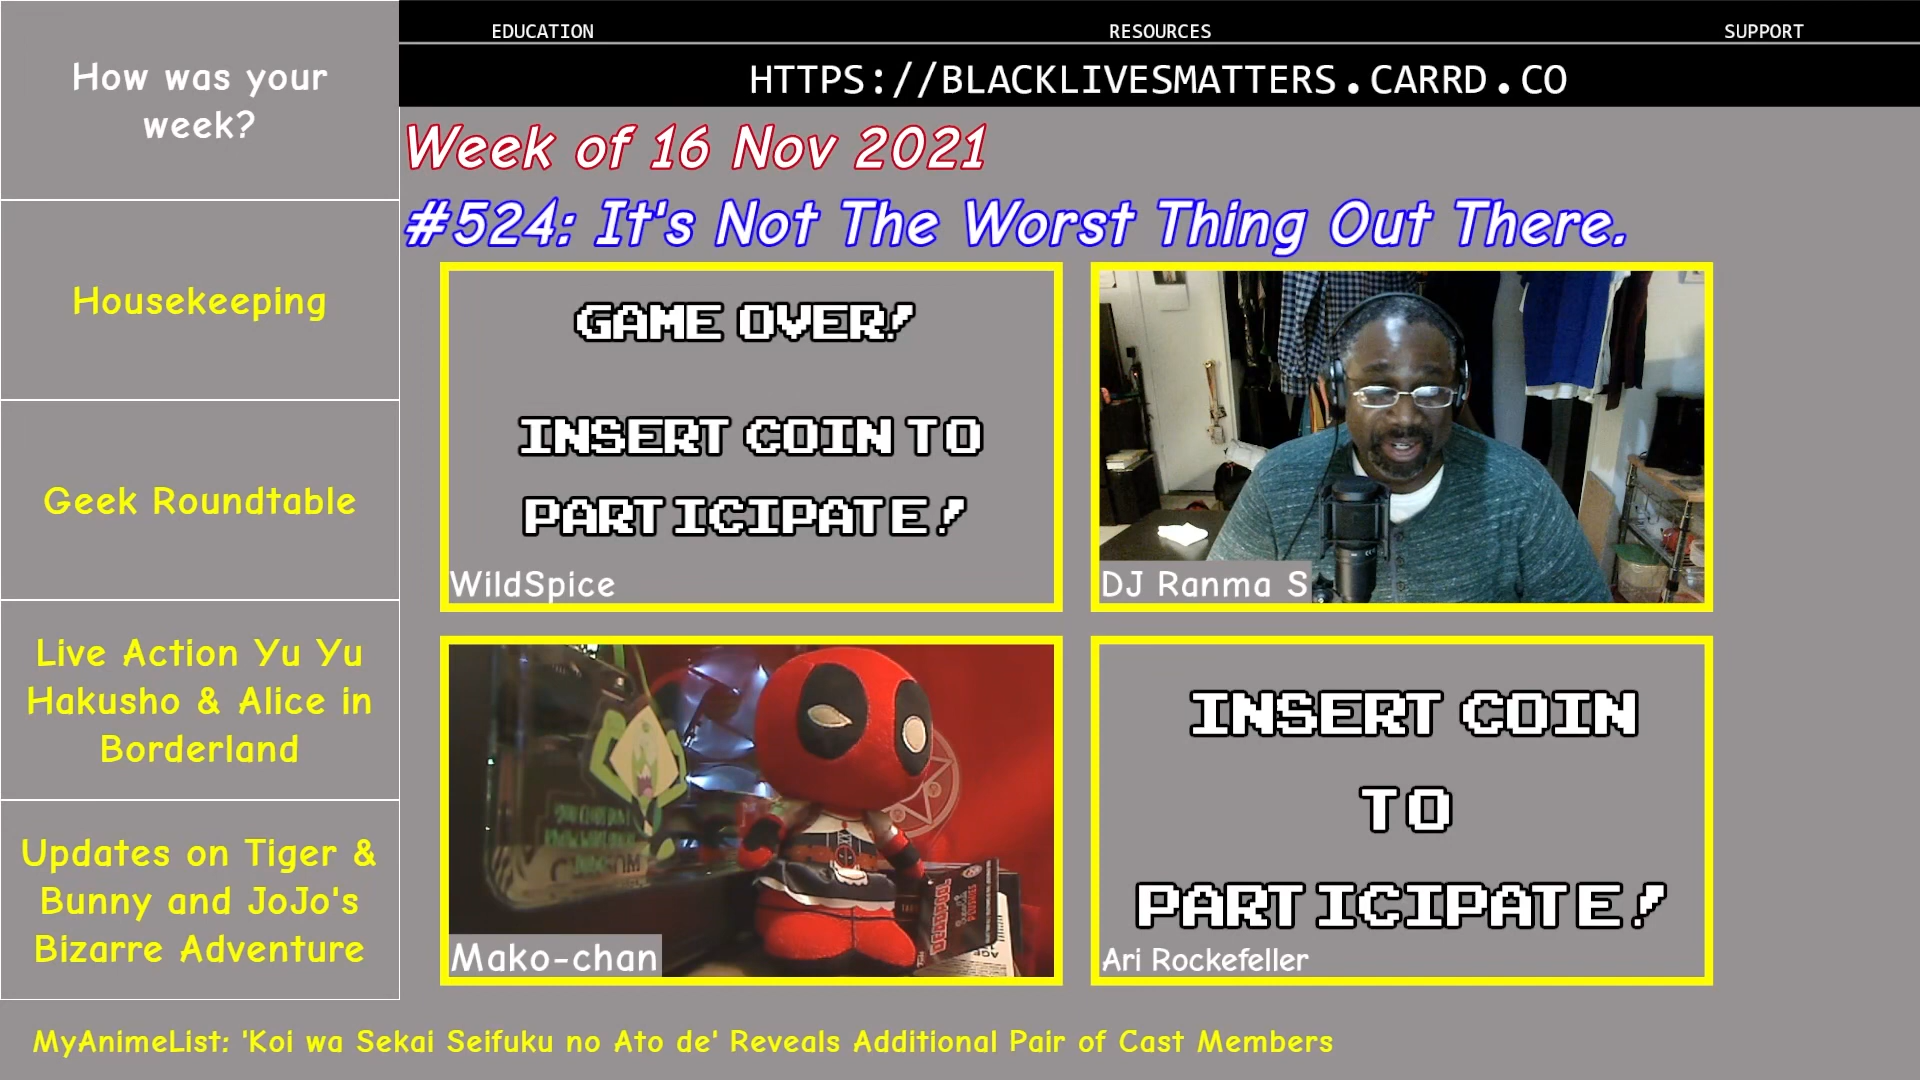 How was your
week?
Housekeeping
Geek Roundtable
Live Action Yu Yu
Hakusho & Alice in
Borderland
Updates on Tiger &
Bunny and JoJo's
Bizarre Adventure
EDUCATION
RESOURCES
SUPPORT
HTTPS://BLACKLIVESMATTERS.CARRD.CO
Week of 16 Nov 2021
#524: It's Not The Worst Thing Out There.
GAME OVER!
INSERT COIN TO
PARTICIPATE!
WildSpice
DJ Ranma S
DEADPOOL
Mako-chan
INSERT COIN
TO
PARTICIPATE!
Ari Rockefeller
MyAnimeList: 'Koi wa Sekai Seifuku no Ato de' Reveals Additional Pair of Cast Members